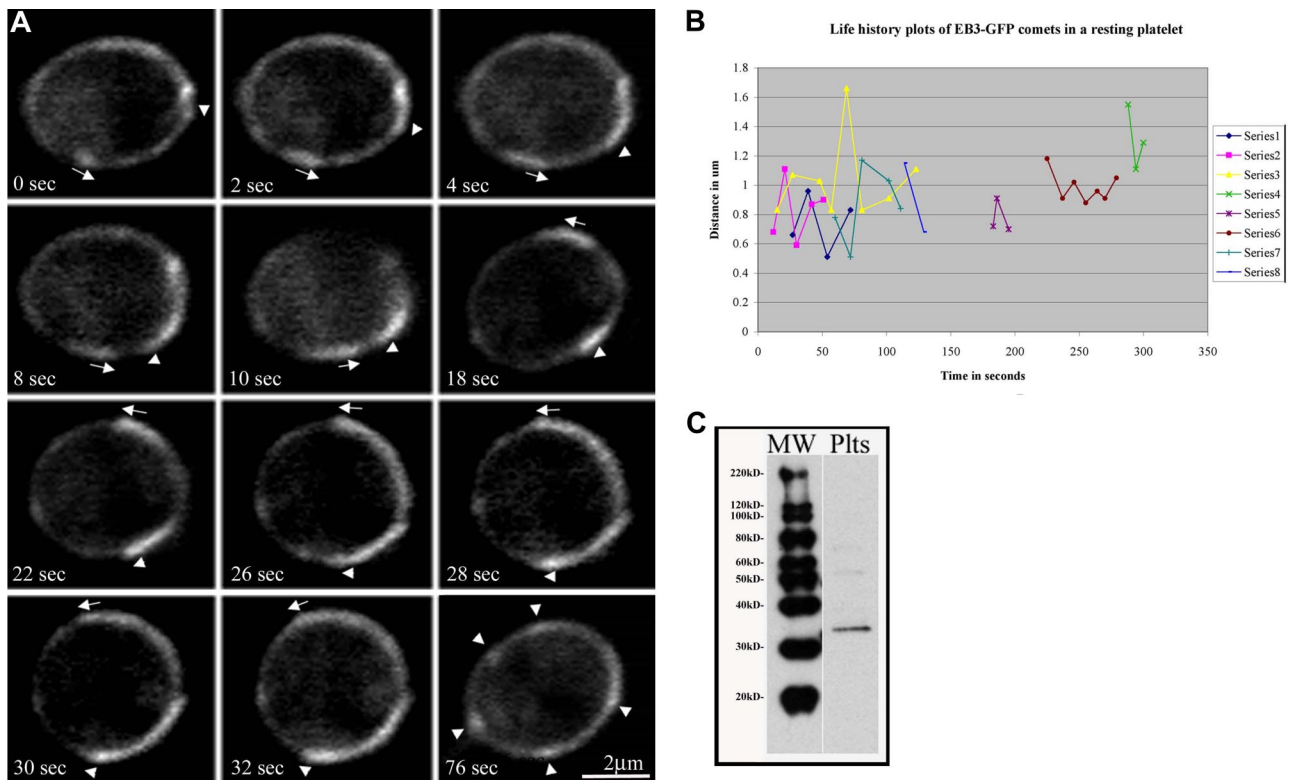 A
0 sec
2 sec
4 sec
8 sec
10 sec
18 sec
22 sec
26 sec
28 sec
30 sec
32 sec
76 sec
2µm
B
Life history plots of EB3-GFP comets in a resting platelet
Distance in um
1.8
1.6
1.4
1.2
1
0.8
0.6
0.4
0.2
0
0 50 100 150 200 250 300 350
Time in seconds
Series1
Series2
Series3
Series4
Series5
Series6
Series7
Series8
C
MW Plts
220kD-
120kD-
100kD-
80kD-
60kD-
50kD-
40kD-
30kD-
20kD-